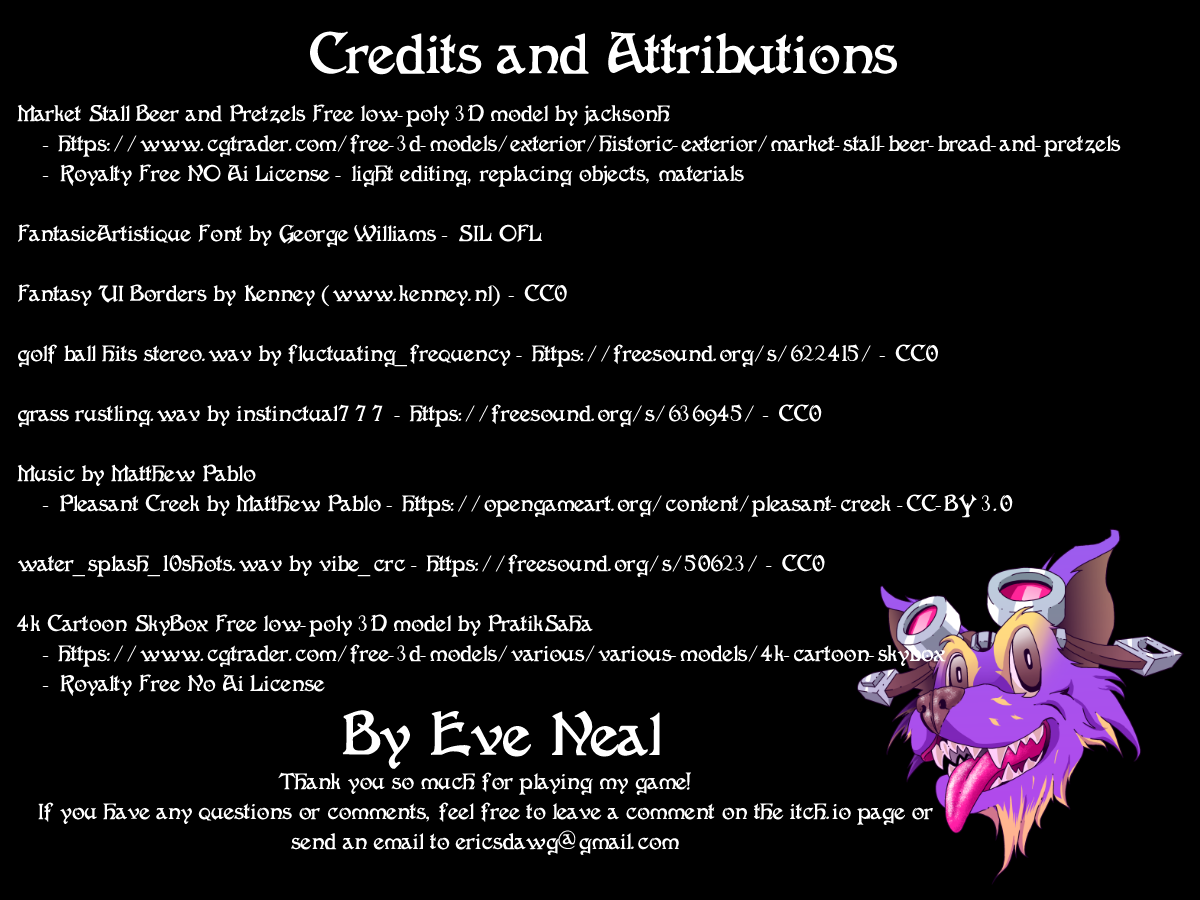 Credits and Attributions
Market Stall Beer and Pretzels Free low-poly 3D model by jacksonh
- https://www.cgtrader.com/free-3d-models/exterior/historic-exterior/market-stall-beer-bread-and-pretzels
- Royalty Free NO Ai License - light editing, replacing objects, materials
FantasieArtistique Font by George Williams - SIL OFL
Fantasy UI Borders by Kenney (www.kenney.nl) - CC0
golf ball hits stereo.wav by fluctuating_frequency - https://freesound.org/s/622415/ - CC0
grass rustling.wav by instinctual777 - https://freesound.org/s/636945/ - CC0
Music by Matthew Pablo
- Pleasant Creek by Matthew Pablo - https://opengameart.org/content/pleasant-creek -CC-BY 3.0
water_splash_10shots.wav by vibe_crc - https://freesound.org/s/50623/ - CC0
4k Cartoon SkyBox Free low-poly 3D model by PratikSaha
- https://www.cgtrader.com/free-3d-models/various/various-models/4k-cartoon-skybox
- Royalty Free No Ai License
By Eve Neal
Thank you so much for playing my game!
If you have any questions or comments, feel free to leave a comment on the itch.io page or
send an email to ericsdawg@gmail.com